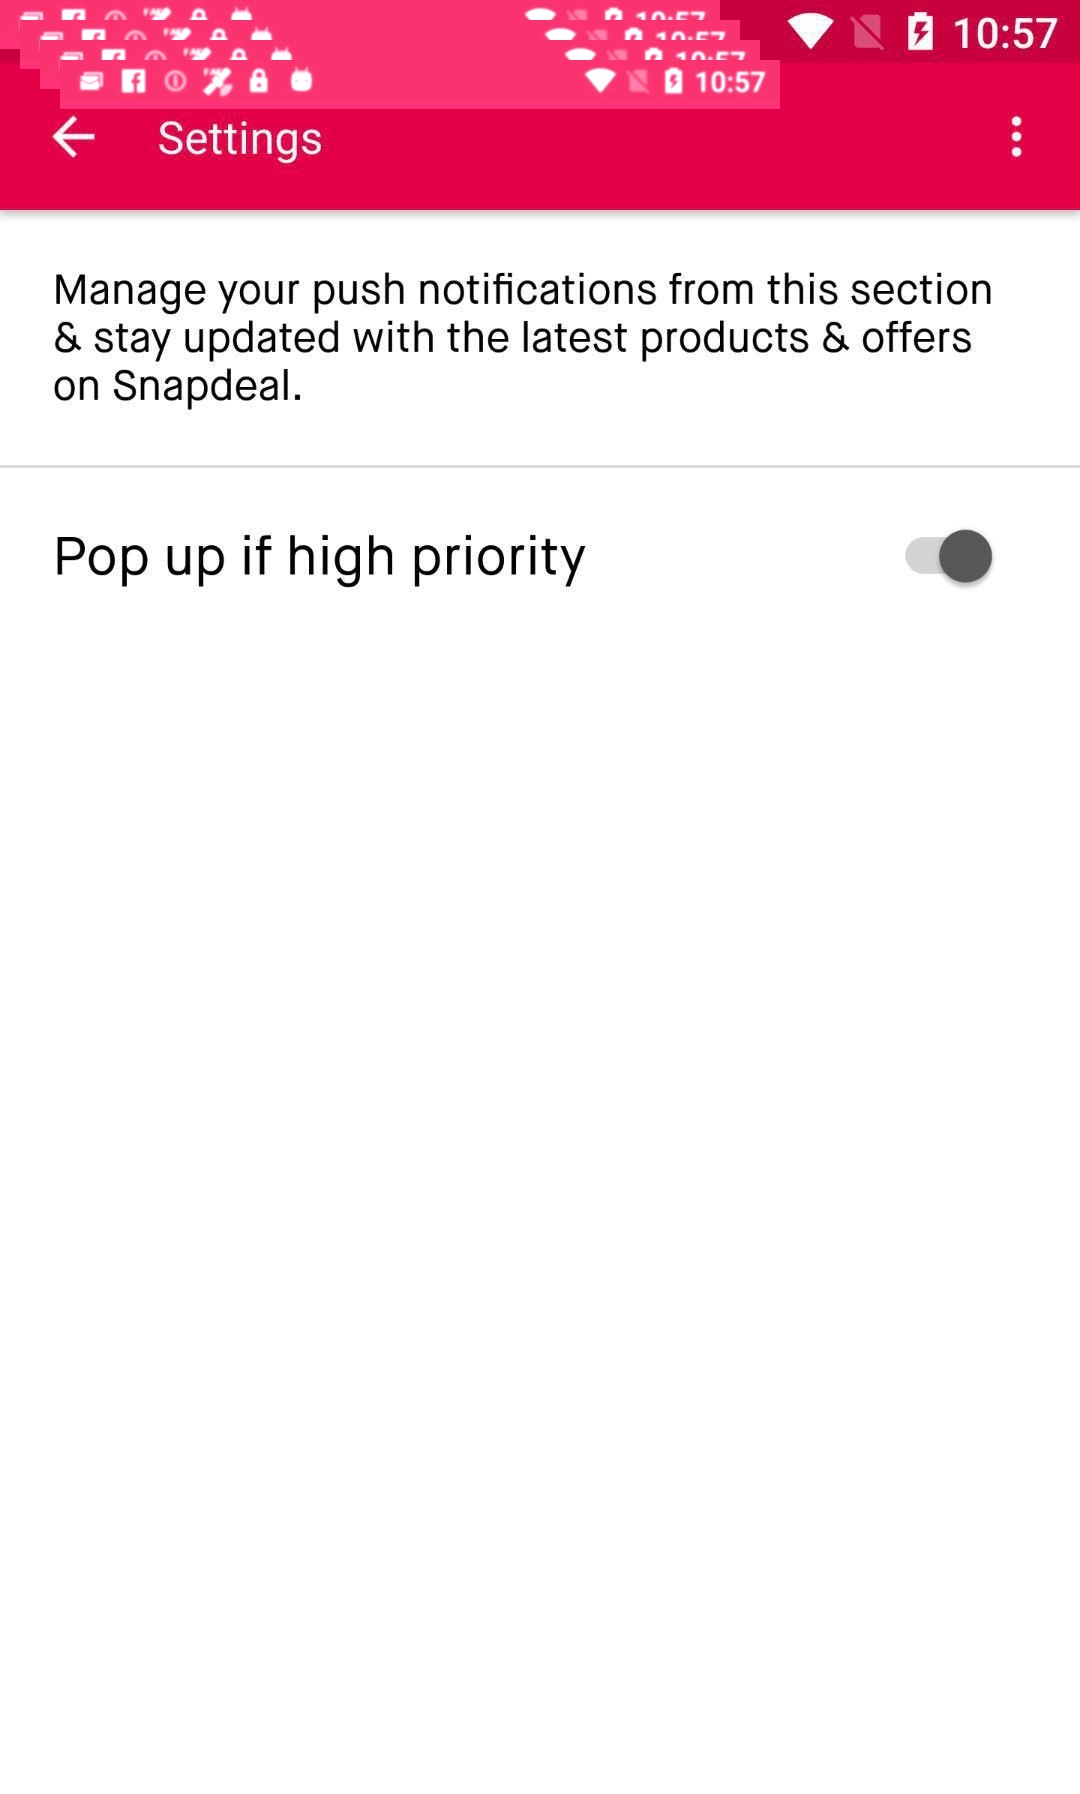 10:57
10:57
Settings
Manage your push notifications from this section
& stay updated with the latest products & offers
on Snapdeal.
Pop up if high priority